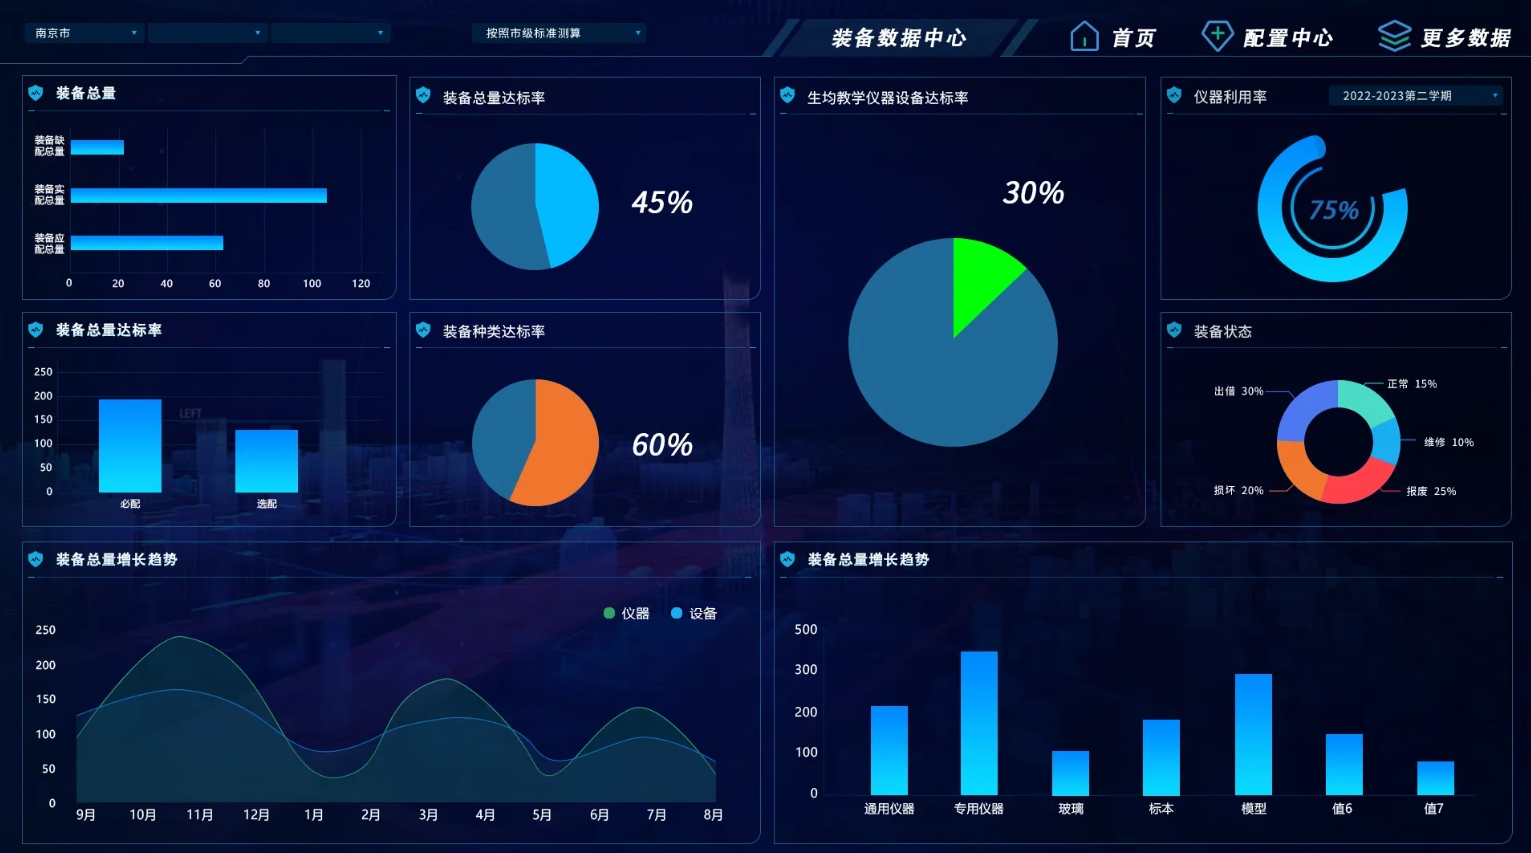 南京市
按照市级标准测算
装备数据中心
首页
配置中心
更多数据
装备总量
装备缺
配总量
装备实
配总量
装备应
配总量
0 20 40 60 80 100 120
装备总量达标率
45%
生均教学仪器设备达标率
30%
仪器利用率
2022-2023第二学期
75%
装备总量达标率
250
200
150
100
50
0
必配 选配
LEFT
装备种类达标率
60%
装备状态
出借 30%
正常 15%
维修 10%
损坏 20%
报废 25%
装备总量增长趋势
仪器 设备
250
200
150
100
50
0
9月 10月 11月 12月 1月 2月 3月 4月 5月 6月 7月 8月
装备总量增长趋势
500
300
200
100
0
通用仪器 专用仪器 玻璃 标本 模型 值6 值7